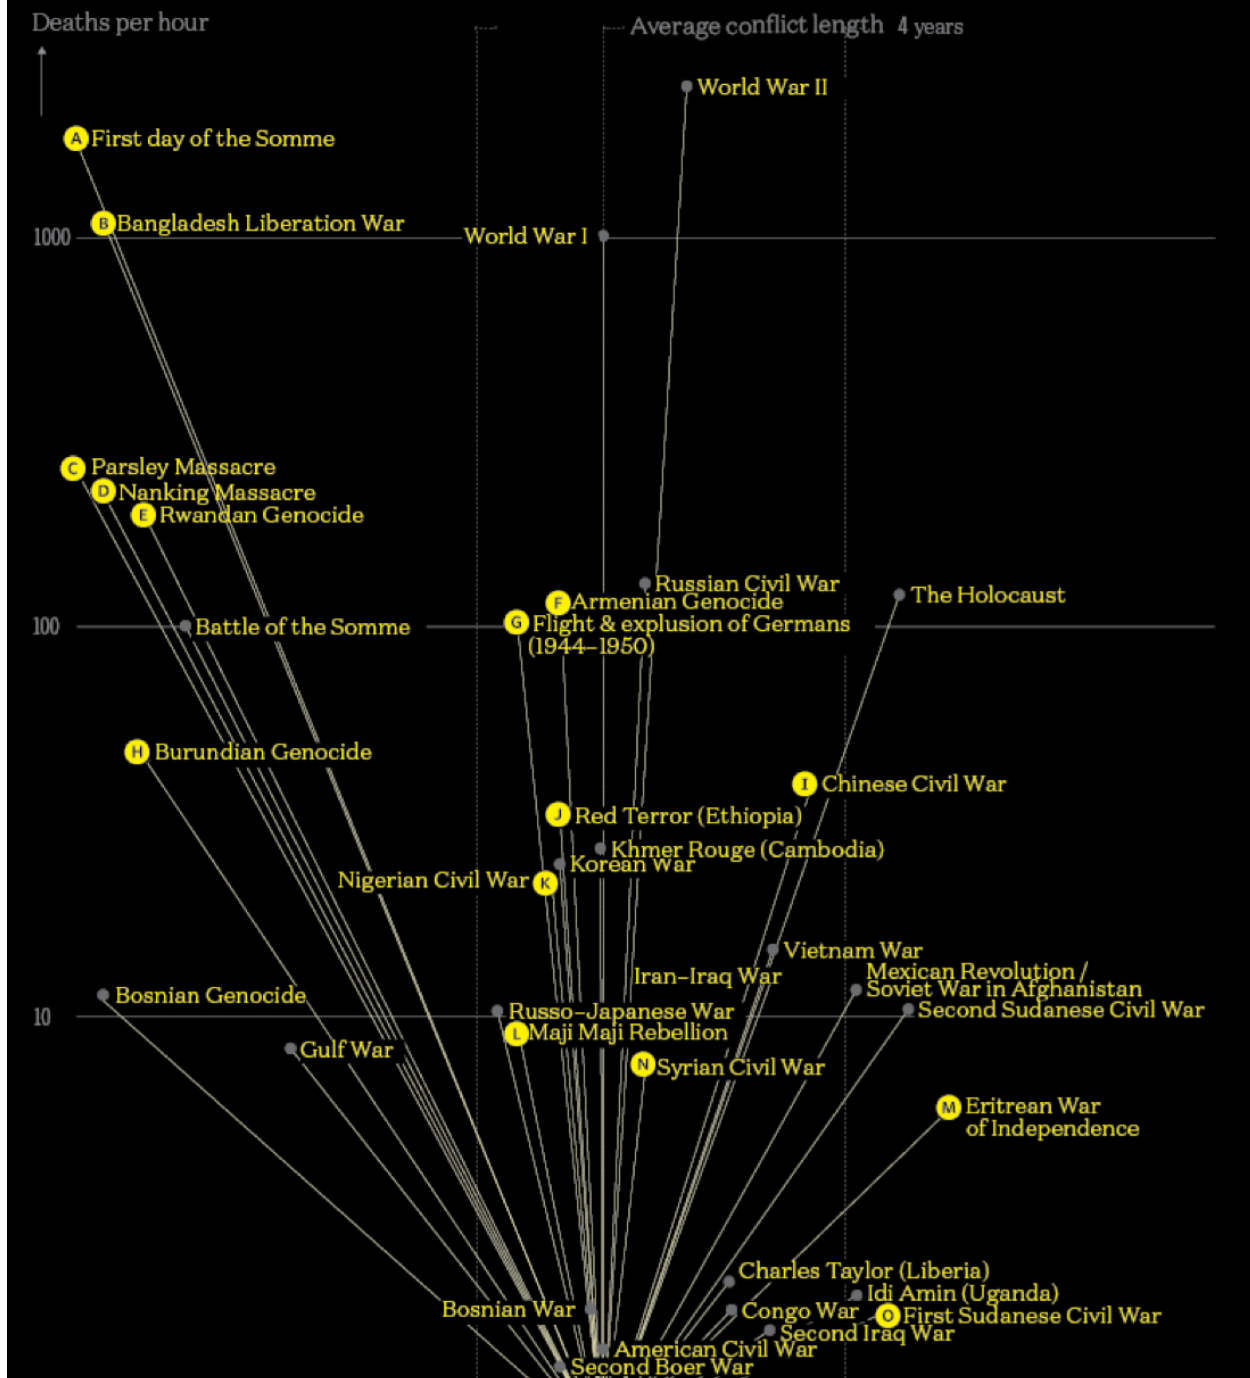 Deaths per hour
Average conflict length 4 years
World War II
A First day of the Somme
B Bangladesh Liberation War
1000
World War I
C Parsley Massacre
D Nanking Massacre
E Rwandan Genocide
Russian Civil War
The Holocaust
F Armenian Genocide
G Flight & explusion of Germans
(1944–1950)
100
Battle of the Somme
H Burundian Genocide
I Chinese Civil War
J Red Terror (Ethiopia)
Khmer Rouge (Cambodia)
Korean War
Nigerian Civil War K
Vietnam War
Iran–Iraq War
Mexican Revolution /
Soviet War in Afghanistan
Bosnian Genocide
10
Russo–Japanese War
Second Sudanese Civil War
L Maji Maji Rebellion
Gulf War
N Syrian Civil War
M Eritrean War
of Independence
Charles Taylor (Liberia)
Idi Amin (Uganda)
Bosnian War
Congo War
O First Sudanese Civil War
Second Iraq War
American Civil War
Second Boer War